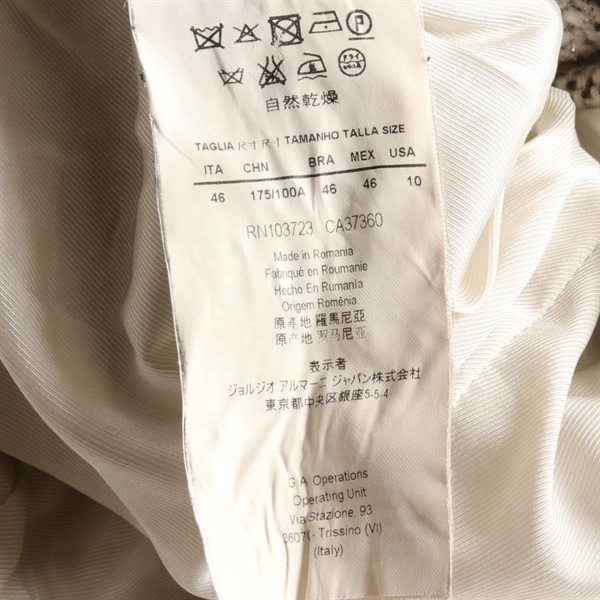 自然乾燥
TAGLIA 尺寸 尺寸 TAMANHO TALLA SIZE
ITA CHN BRA MEX USA
46 175/100A 46 46 10
RN103723 CA37360
Made in Romania
Fabriqué en Roumanie
Hecho En Rumanía
Origem Romênia
原產地 羅馬尼亞
原产地 罗马尼亚
表示者
ジョルジオ アルマーニ ジャパン株式会社
東京都中央区銀座5-5-4
G.A Operations
Operating Unit
Via Stazione, 93
- Trissino (VI)
(Italy)